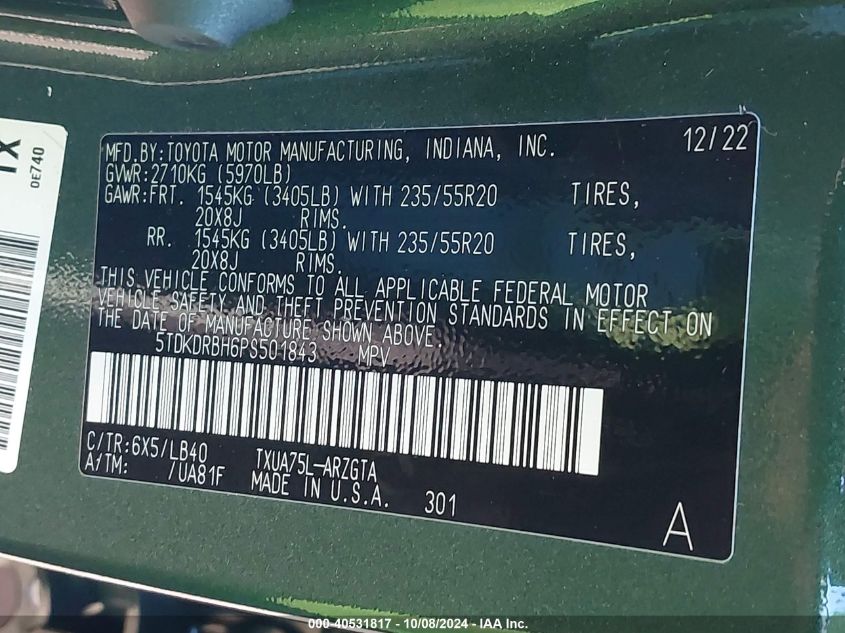 MFD.BY:TOYOTA MOTOR MANUFACTURING, INDIANA, INC. 12/22
GVWR:2710KG (5970LB)
GAWR:FRT. 1545KG (3405LB) WITH 235/55R20 TIRES,
20X8J RIMS.
RR. 1545KG (3405LB) WITH 235/55R20 TIRES,
20X8J RIMS.
THIS VEHICLE CONFORMS TO ALL APPLICABLE FEDERAL MOTOR
VEHICLE SAFETY AND THEFT PREVENTION STANDARDS IN EFFECT ON
THE DATE OF MANUFACTURE SHOWN ABOVE.
5TDKDRBH6PS501843 MPV
C/TR:6X5/LB40 TXUA75L-ARZGTA
A/TM: /UA81F MADE IN U.S.A. 301
A
TX
0E740
000-40531817 - 10/08/2024 - IAA Inc.